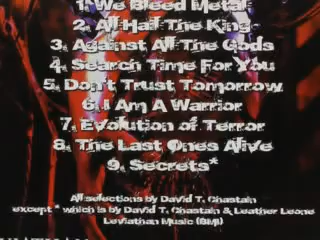 1. We Bleed Metal
2. All Hail The King
3. Against All The Gods
4. Search Time For You
5. Don't Trust Tomorrow
6. I Am A Warrior
7. Evolution of Terror
8. The Last Ones Alive
9. Secrets*
All selections by David T. Chastain
except * which is by David T. Chastain & Leather Leone
Leviathan Music (BMI)